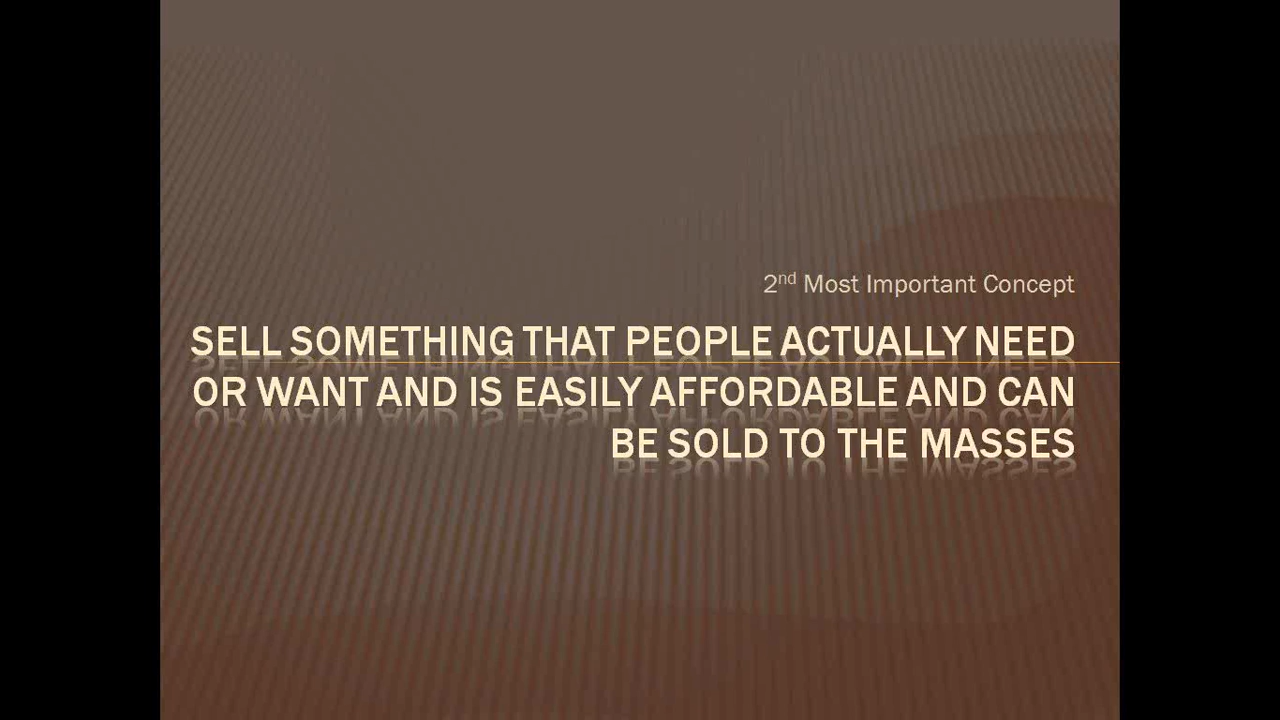 2nd Most Important Concept
SELL SOMETHING THAT PEOPLE ACTUALLY NEED
OR WANT AND IS EASILY AFFORDABLE AND CAN
BE SOLD TO THE MASSES